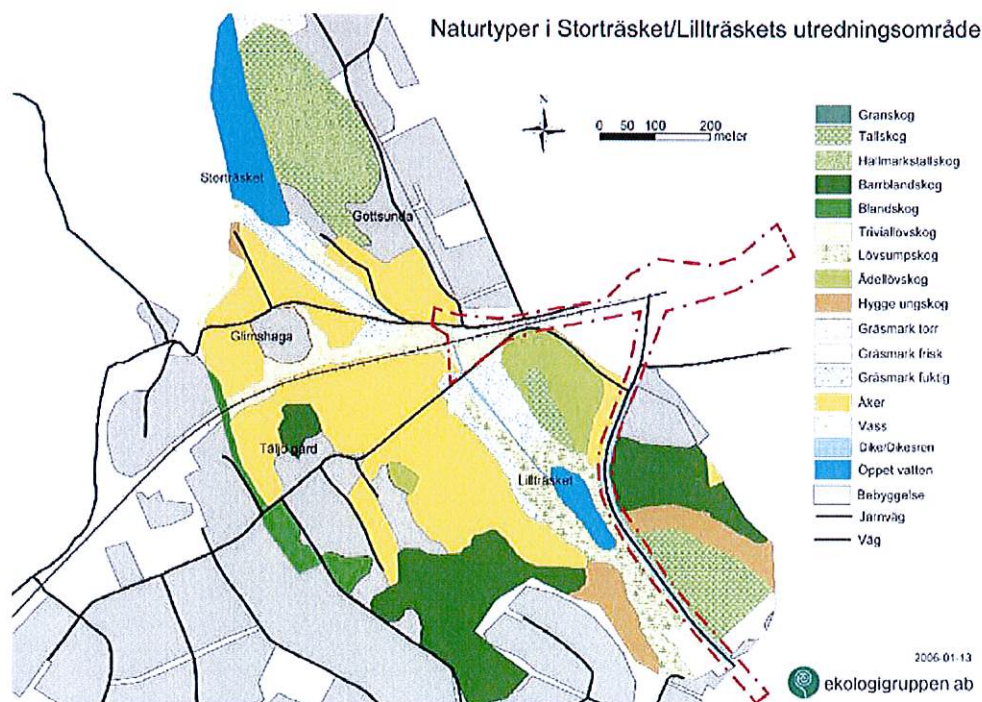 Naturtyper i Storträsket/Lillträskets utredningsområde
N
0 50 100 200
meter
Storträsket
Gottsunda
Glimshaga
Täljö gård
Lillträsket
Granskog
Tallskog
Hällmarkstallskog
Barrblandskog
Blandskog
Triviallövskog
Lövsumpskog
Ädellövskog
Hygge ungskog
Gräsmark torr
Gräsmark frisk
Gräsmark fuktig
Åker
Vass
Dike/Dikesren
Öppet vatten
Bebyggelse
Järnväg
Väg
2006-01-13
ekologigruppen ab